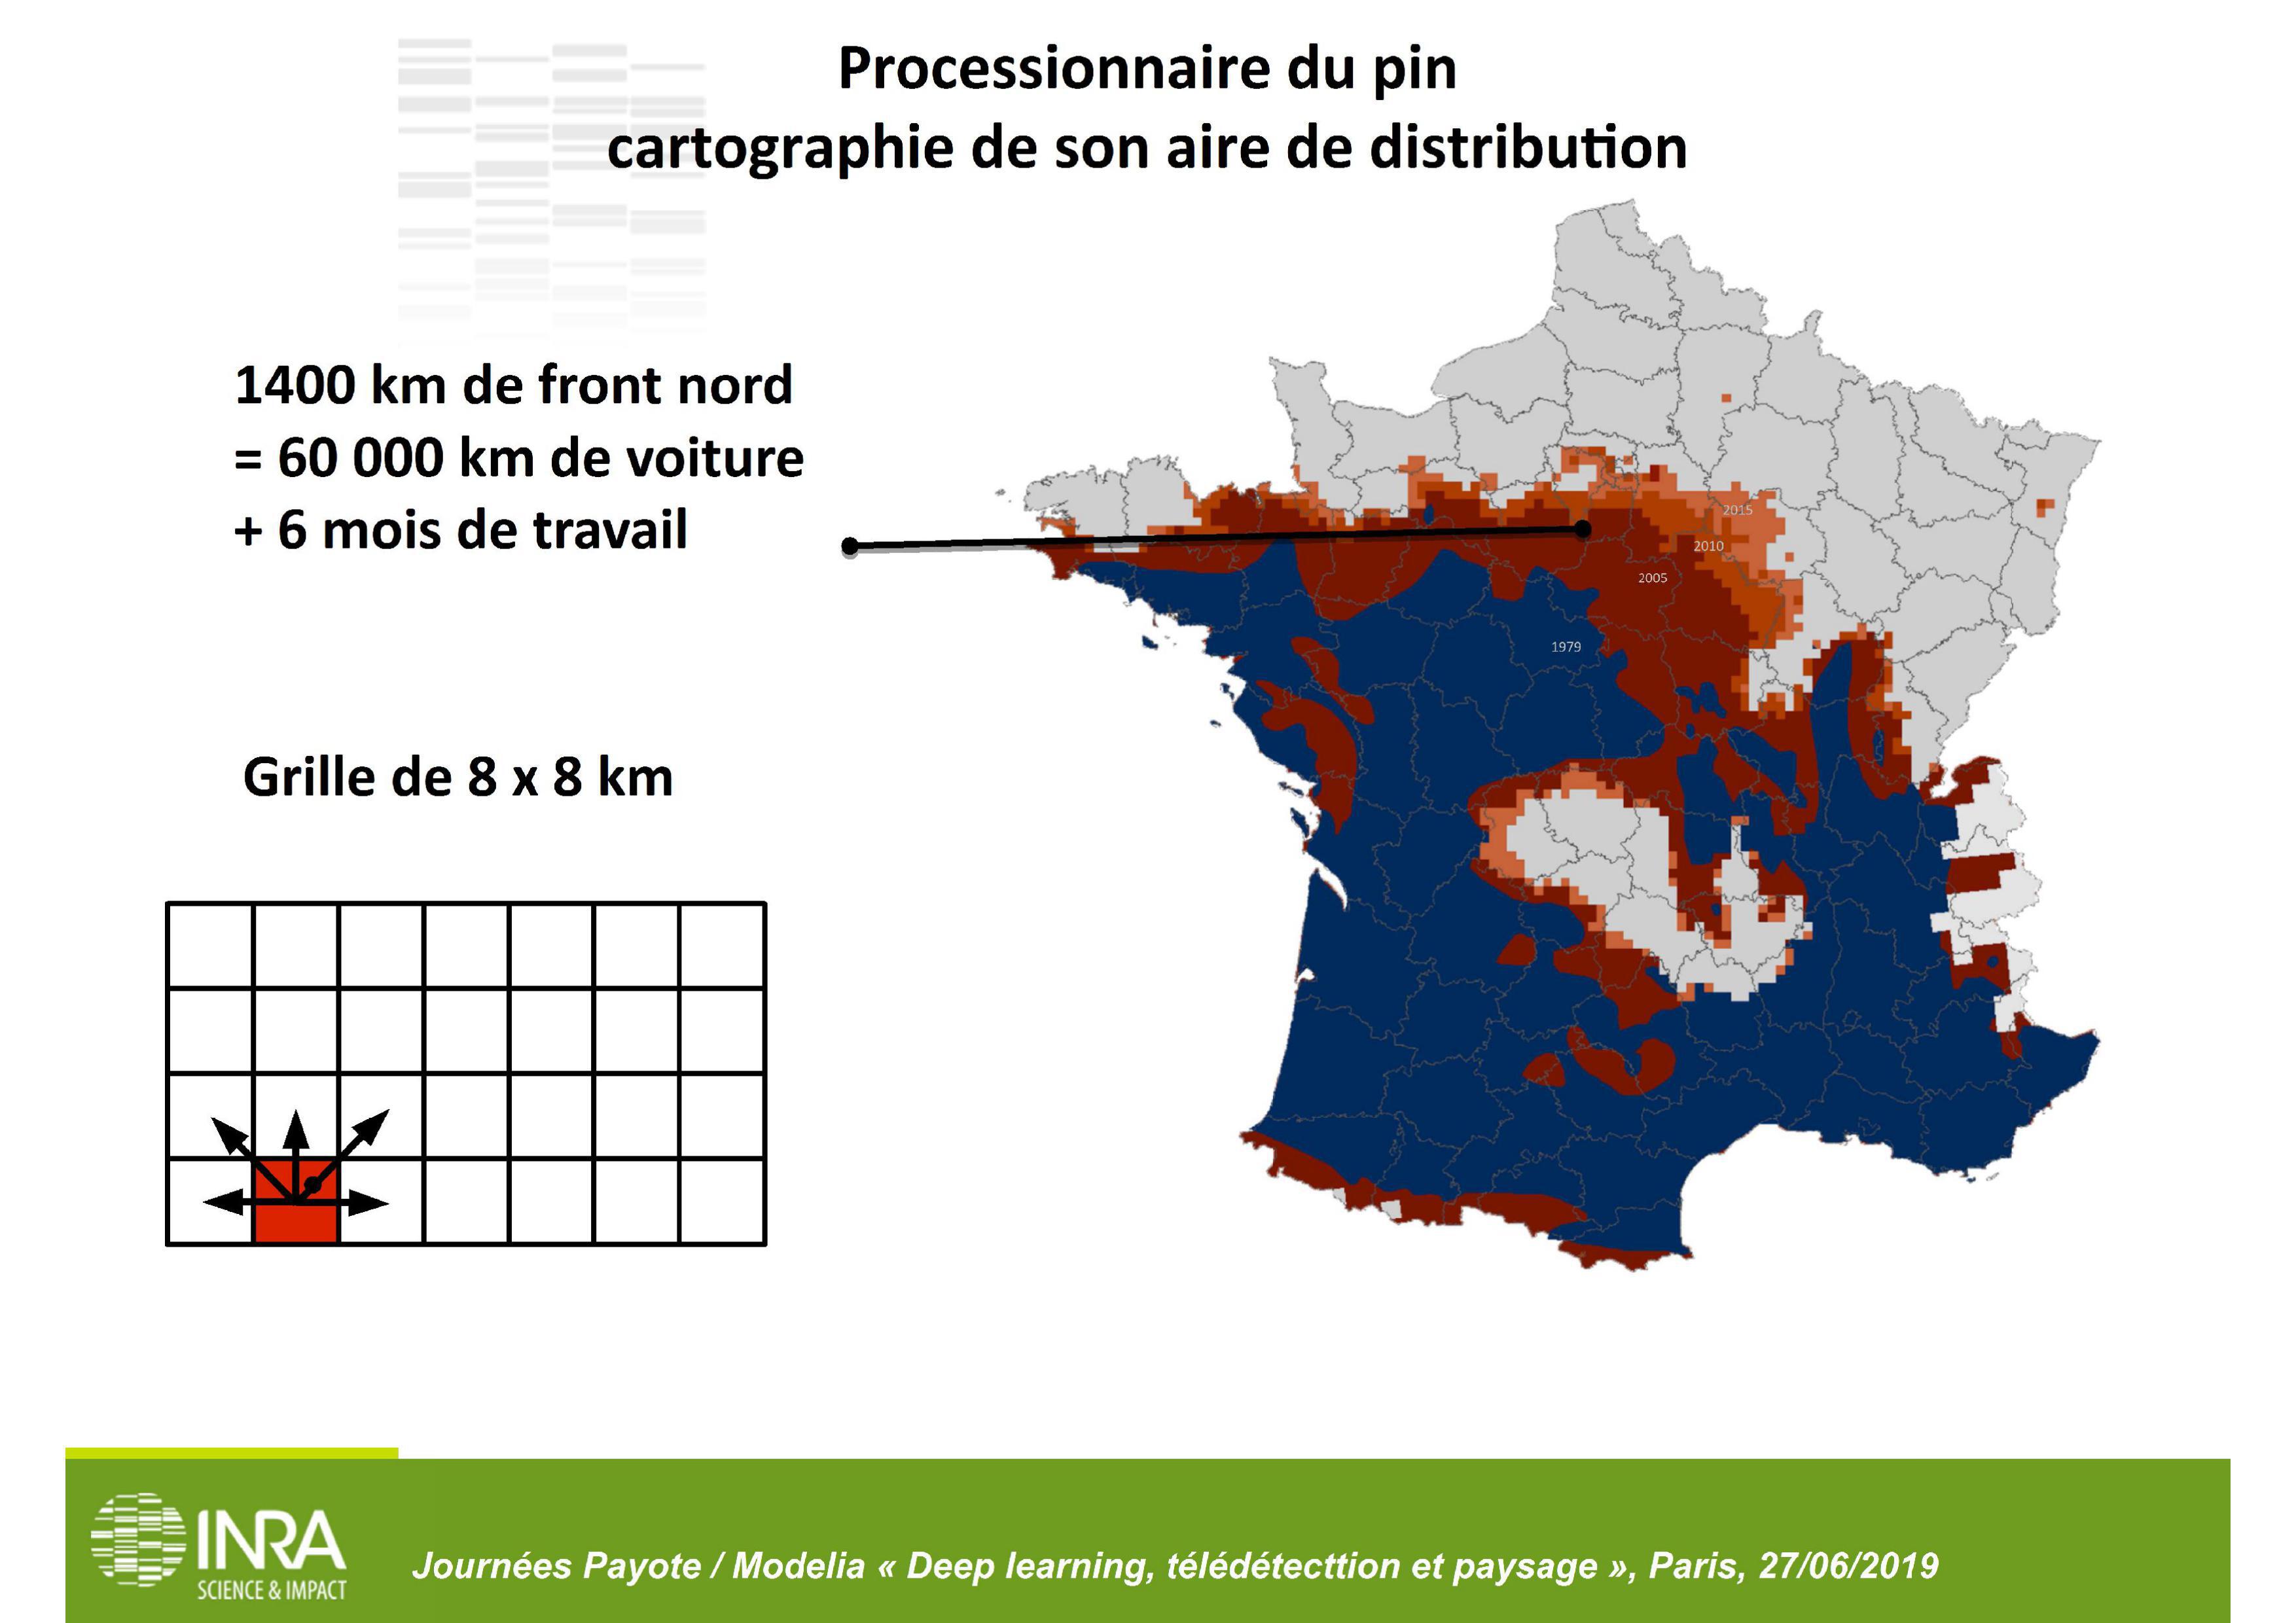 Processionnaire du pin
cartographie de son aire de distribution
1400 km de front nord
= 60 000 km de voiture
+ 6 mois de travail
2015
2010
2005
1979
Grille de 8 x 8 km
INRA
SCIENCE & IMPACT
Journées Payote / Modelia « Deep learning, télédétecttion et paysage », Paris, 27/06/2019